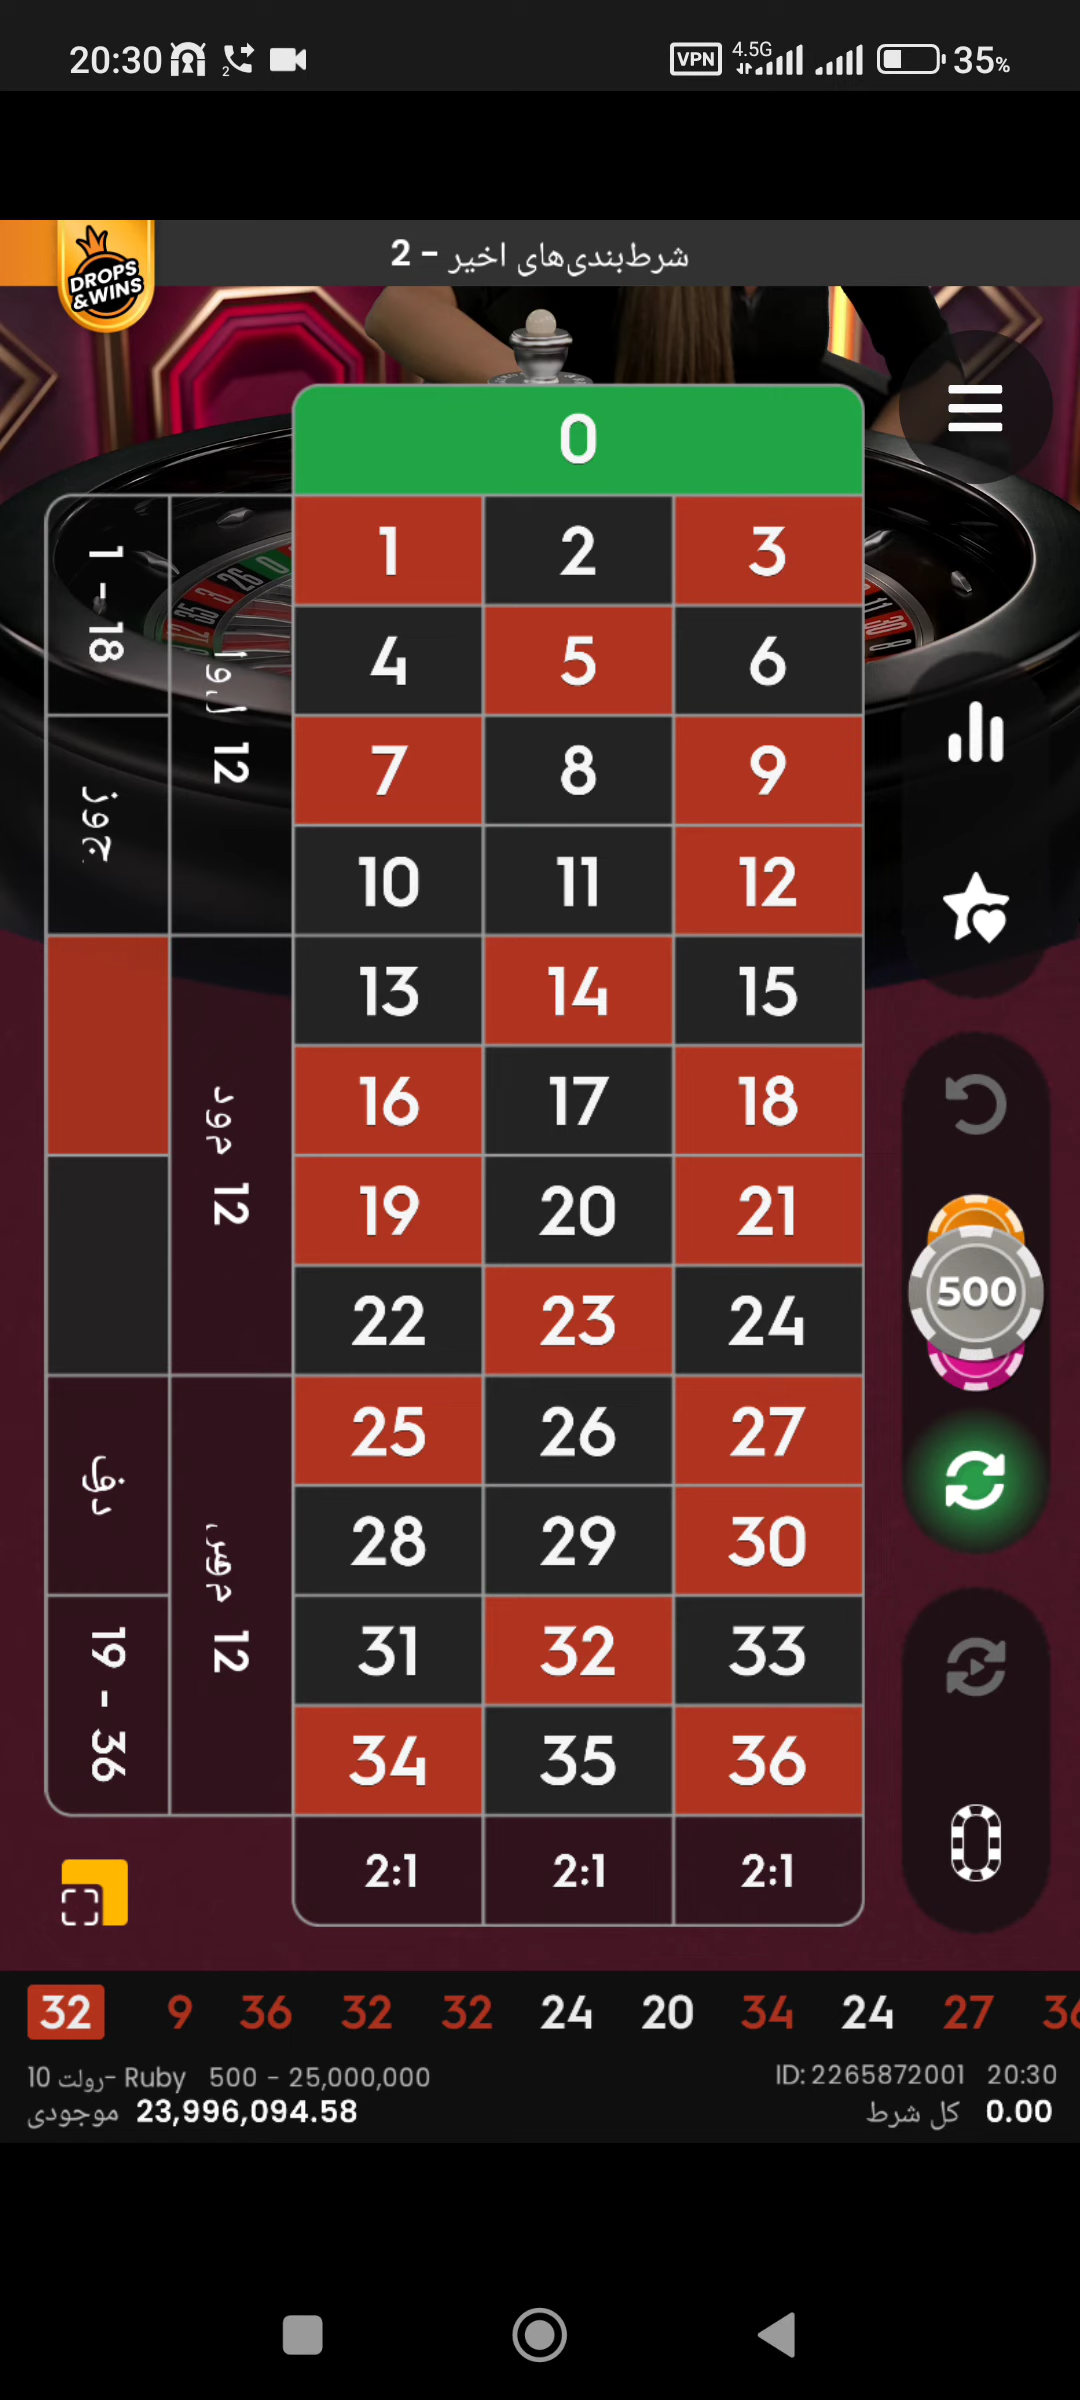 20:30 2 VPN 4.5G 35%
DROPS & WINS
شرط‌بندی‌های اخیر - 2
0
1 2 3
4 5 6
7 8 9
10 11 12
13 14 15
16 17 18
19 20 21
22 23 24
25 26 27
28 29 30
31 32 33
34 35 36
2:1 2:1 2:1
1 - 18
زوج
فرد
19 - 36
12 اول
12 دوم
12 سوم
500
32 9 36 32 32 24 20 34 24 27 36
رولت 10 - Ruby 500 - 25,000,000
ID: 2265872001 20:30
موجودی 23,996,094.58
کل شرط 0.00